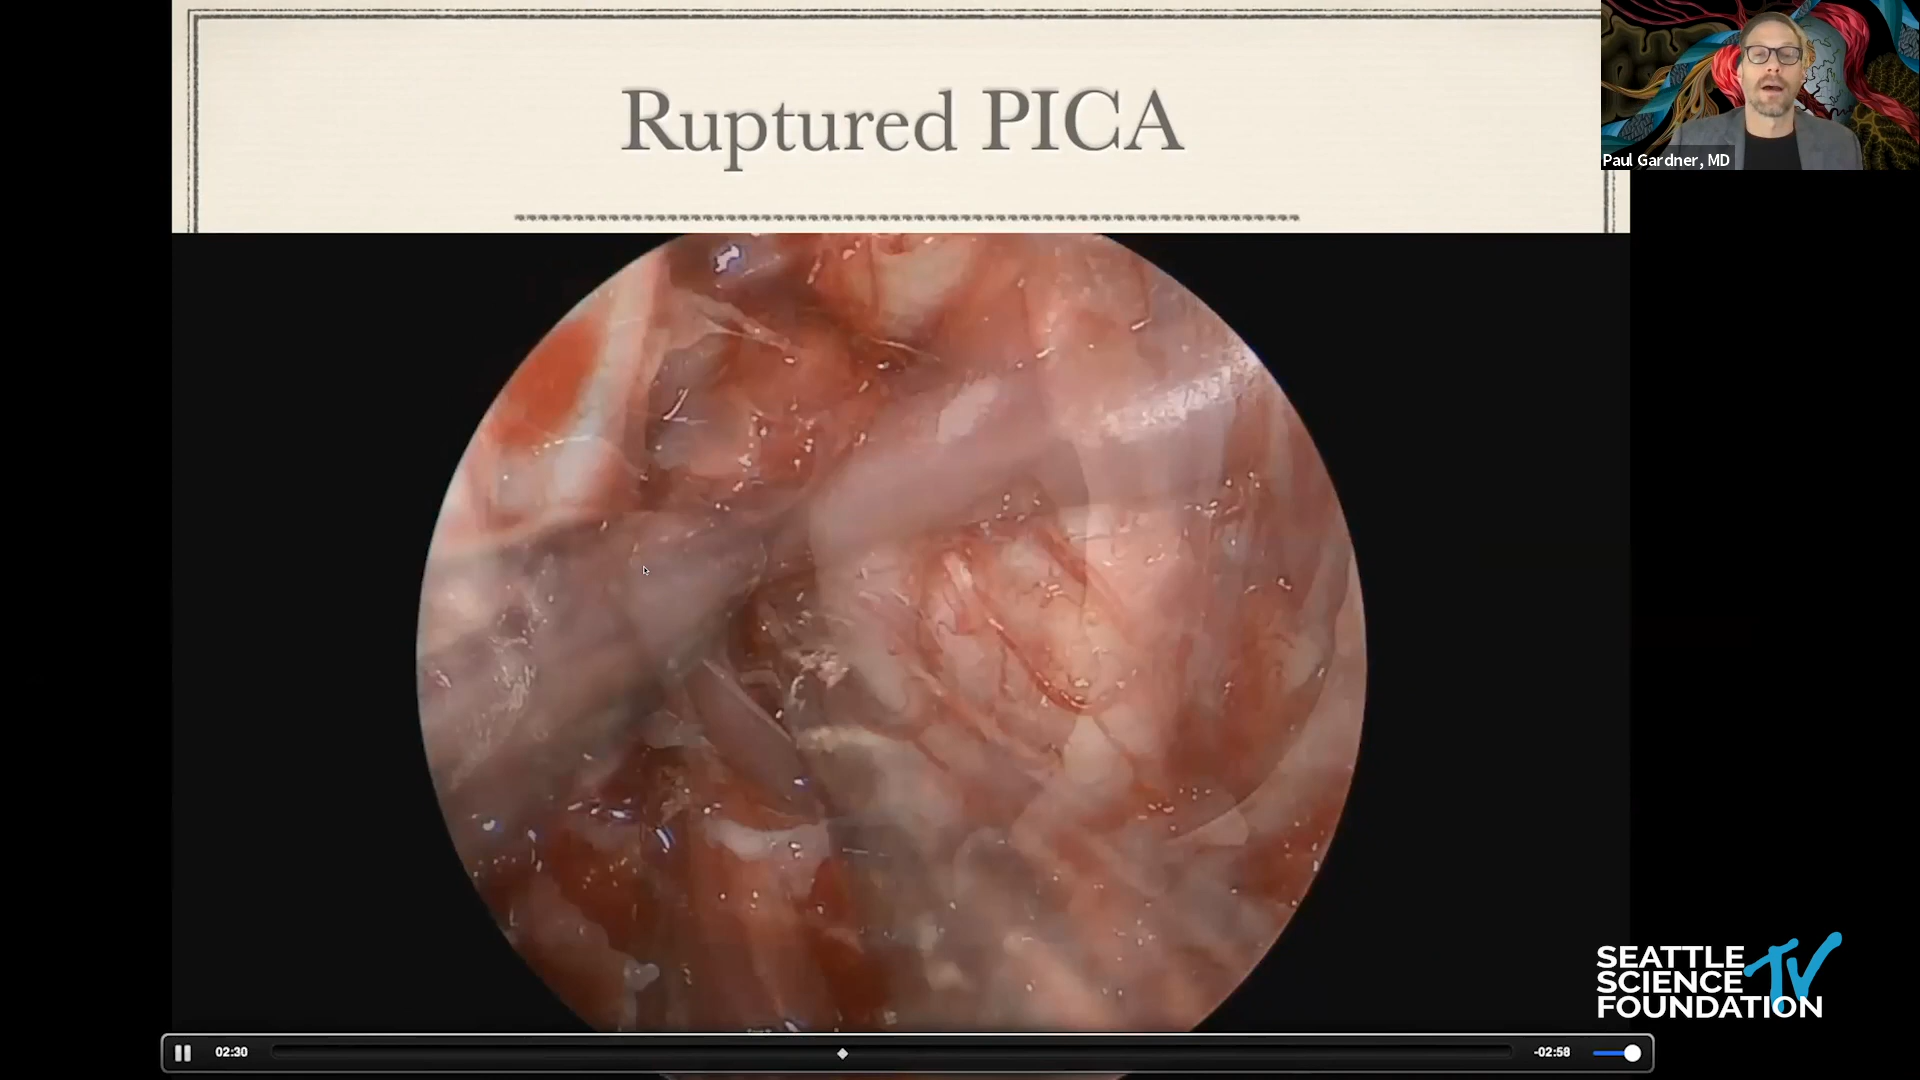 Ruptured PICA
Paul Gardner, MD
SEATTLE
SCIENCE
FOUNDATION
TV
02:30
-02:58